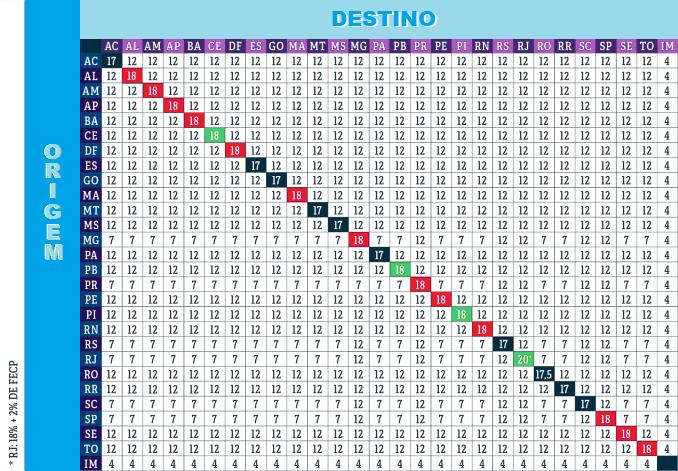 DESTINO
AC AL AM AP BA CE DF ES GO MA MT MS MG PA PB PR PE PI RN RS RJ RO RR SC SP SE TO IM
AC 17 12 12 12 12 12 12 12 12 12 12 12 12 12 12 12 12 12 12 12 12 12 12 12 12 12 12 4
AL 12 18 12 12 12 12 12 12 12 12 12 12 12 12 12 12 12 12 12 12 12 12 12 12 12 12 12 4
AM 12 12 18 12 12 12 12 12 12 12 12 12 12 12 12 12 12 12 12 12 12 12 12 12 12 12 12 4
AP 12 12 12 18 12 12 12 12 12 12 12 12 12 12 12 12 12 12 12 12 12 12 12 12 12 12 12 4
BA 12 12 12 12 18 12 12 12 12 12 12 12 12 12 12 12 12 12 12 12 12 12 12 12 12 12 12 4
CE 12 12 12 12 12 18 12 12 12 12 12 12 12 12 12 12 12 12 12 12 12 12 12 12 12 12 12 4
DF 12 12 12 12 12 12 18 12 12 12 12 12 12 12 12 12 12 12 12 12 12 12 12 12 12 12 12 4
ES 12 12 12 12 12 12 12 17 12 12 12 12 12 12 12 12 12 12 12 12 12 12 12 12 12 12 12 4
GO 12 12 12 12 12 12 12 12 17 12 12 12 12 12 12 12 12 12 12 12 12 12 12 12 12 12 12 4
MA 12 12 12 12 12 12 12 12 12 18 12 12 12 12 12 12 12 12 12 12 12 12 12 12 12 12 12 4
MT 12 12 12 12 12 12 12 12 12 12 17 12 12 12 12 12 12 12 12 12 12 12 12 12 12 12 12 4
MS 12 12 12 12 12 12 12 12 12 12 12 17 12 12 12 12 12 12 12 12 12 12 12 12 12 12 12 4
MG 7 7 7 7 7 7 7 7 7 7 7 7 18 7 7 12 7 7 7 12 12 7 7 12 12 7 7 4
PA 12 12 12 12 12 12 12 12 12 12 12 12 12 17 12 12 12 12 12 12 12 12 12 12 12 12 12 4
PB 12 12 12 12 12 12 12 12 12 12 12 12 12 12 18 12 12 12 12 12 12 12 12 12 12 12 12 4
PR 7 7 7 7 7 7 7 7 7 7 7 7 12 7 7 18 7 7 7 12 12 7 7 12 12 7 7 4
PE 12 12 12 12 12 12 12 12 12 12 12 12 12 12 12 12 18 12 12 12 12 12 12 12 12 12 12 4
PI 12 12 12 12 12 12 12 12 12 12 12 12 12 12 12 12 12 18 12 12 12 12 12 12 12 12 12 4
RN 12 12 12 12 12 12 12 12 12 12 12 12 12 12 12 12 12 12 18 12 12 12 12 12 12 12 12 4
RS 7 7 7 7 7 7 7 7 7 7 7 7 12 7 7 12 7 7 7 17 12 7 7 12 12 7 7 4
RJ 7 7 7 7 7 7 7 7 7 7 7 7 12 7 7 12 7 7 7 12 20* 7 7 12 12 7 7 4
RO 12 12 12 12 12 12 12 12 12 12 12 12 12 12 12 12 12 12 12 12 12 17,5 12 12 12 12 12 4
RR 12 12 12 12 12 12 12 12 12 12 12 12 12 12 12 12 12 12 12 12 12 12 17 12 12 12 12 4
SC 7 7 7 7 7 7 7 7 7 7 7 7 12 7 7 12 7 7 7 12 12 7 7 17 12 7 7 4
SP 7 7 7 7 7 7 7 7 7 7 7 7 12 7 7 12 7 7 7 12 12 7 7 12 18 7 7 4
SE 12 12 12 12 12 12 12 12 12 12 12 12 12 12 12 12 12 12 12 12 12 12 12 12 12 18 12 4
TO 12 12 12 12 12 12 12 12 12 12 12 12 12 12 12 12 12 12 12 12 12 12 12 12 12 12 18 4
IM 4 4 4 4 4 4 4 4 4 4 4 4 4 4 4 4 4 4 4 4 4 4 4 4 4 4 4
ORIGEM
* RJ: 18% + 2% DE FECP